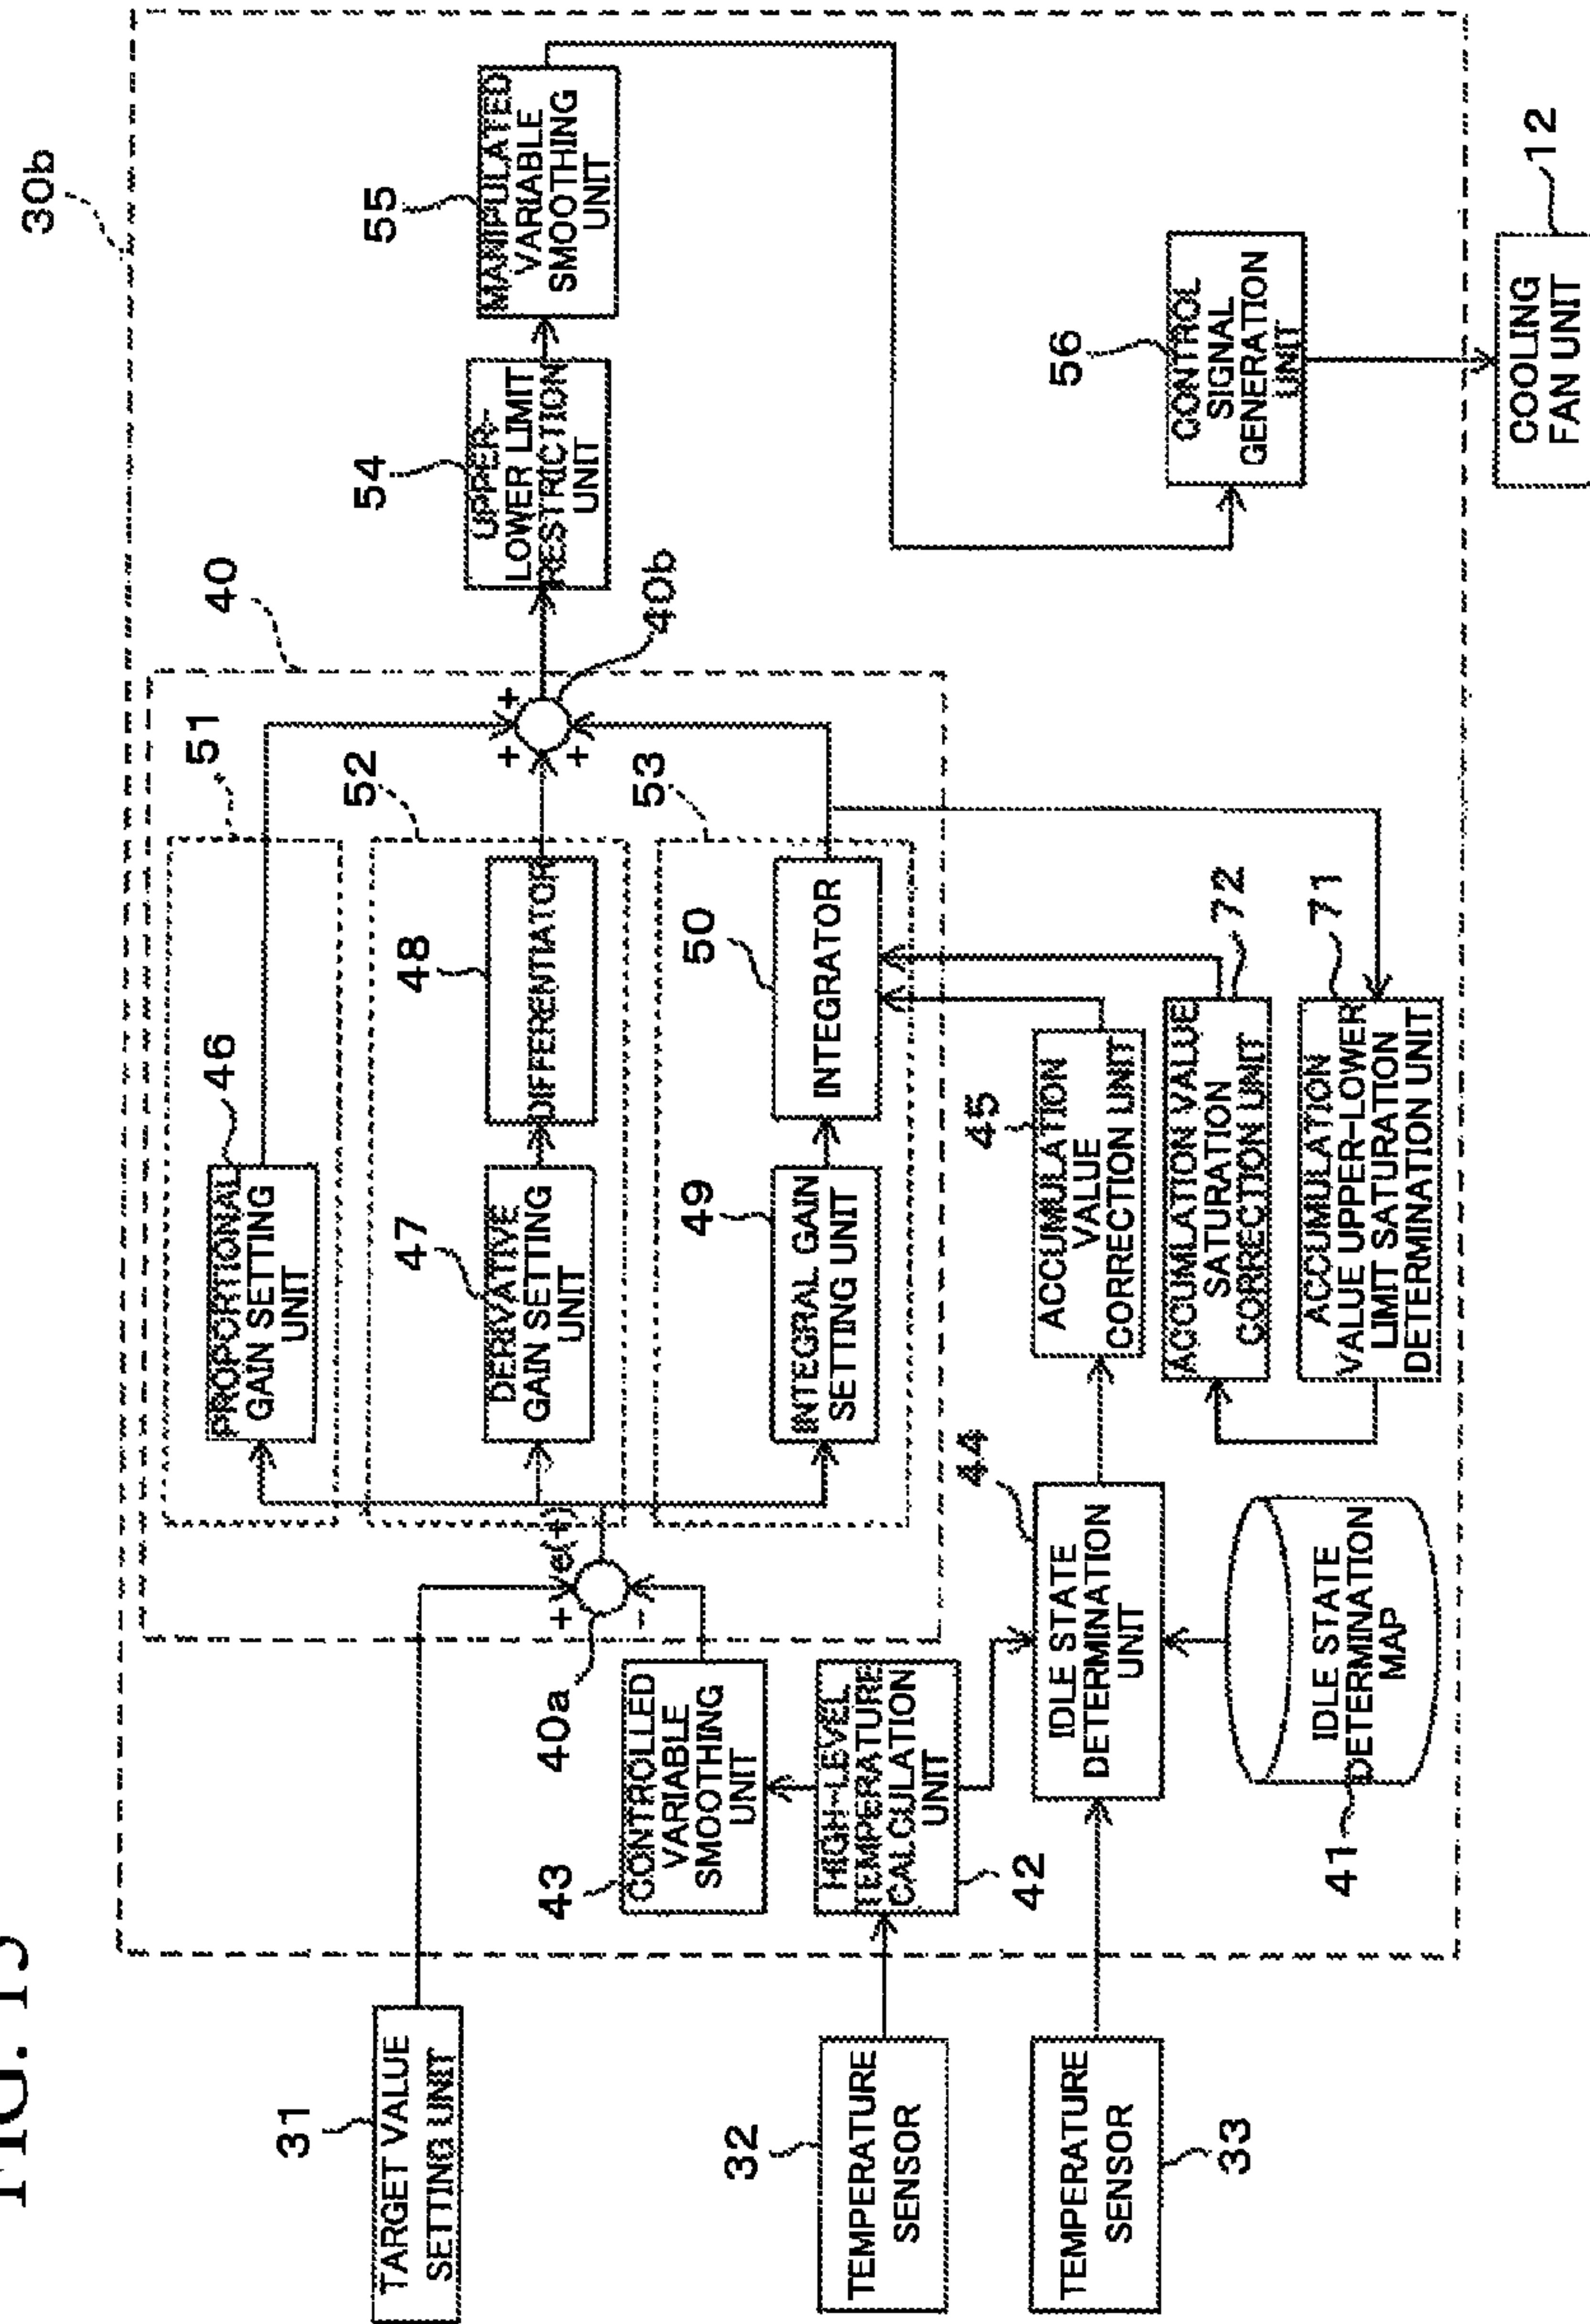 FIG. 15
30b
31
TARGET VALUE
SETTING UNIT
32
TEMPERATURE
SENSOR
33
TEMPERATURE
SENSOR
40
40a
+
-
e(t)
43
CONTROLLED
VARIABLE
SMOOTHING
UNIT
42
HIGH-LEVEL
TEMPERATURE
CALCULATION
UNIT
44
IDLE STATE
DETERMINATION
UNIT
41
IDLE STATE
DETERMINATION
MAP
51
46
PROPORTIONAL
GAIN SETTING
UNIT
52
47
DERIVATIVE
GAIN SETTING
UNIT
48
DIFFERENTIATOR
53
49
INTEGRAL GAIN
SETTING UNIT
50
INTEGRATOR
45
ACCUMULATION
VALUE
CORRECTION UNIT
72
ACCUMLATION VALUE
SATURATION
CORRECTION UNIT
71
ACCUMULATION
VALUE UPPER-LOWER
LIMIT SATURATION
DETERMINATION UNIT
+
+
+
40b
54
UPPER-
LOWER LIMIT
RESTRICTION
UNIT
55
MANIPULATED
VARIABLE
SMOOTHING
UNIT
56
CONTROL
SIGNAL
GENERATION
UNIT
12
COOLING
FAN UNIT